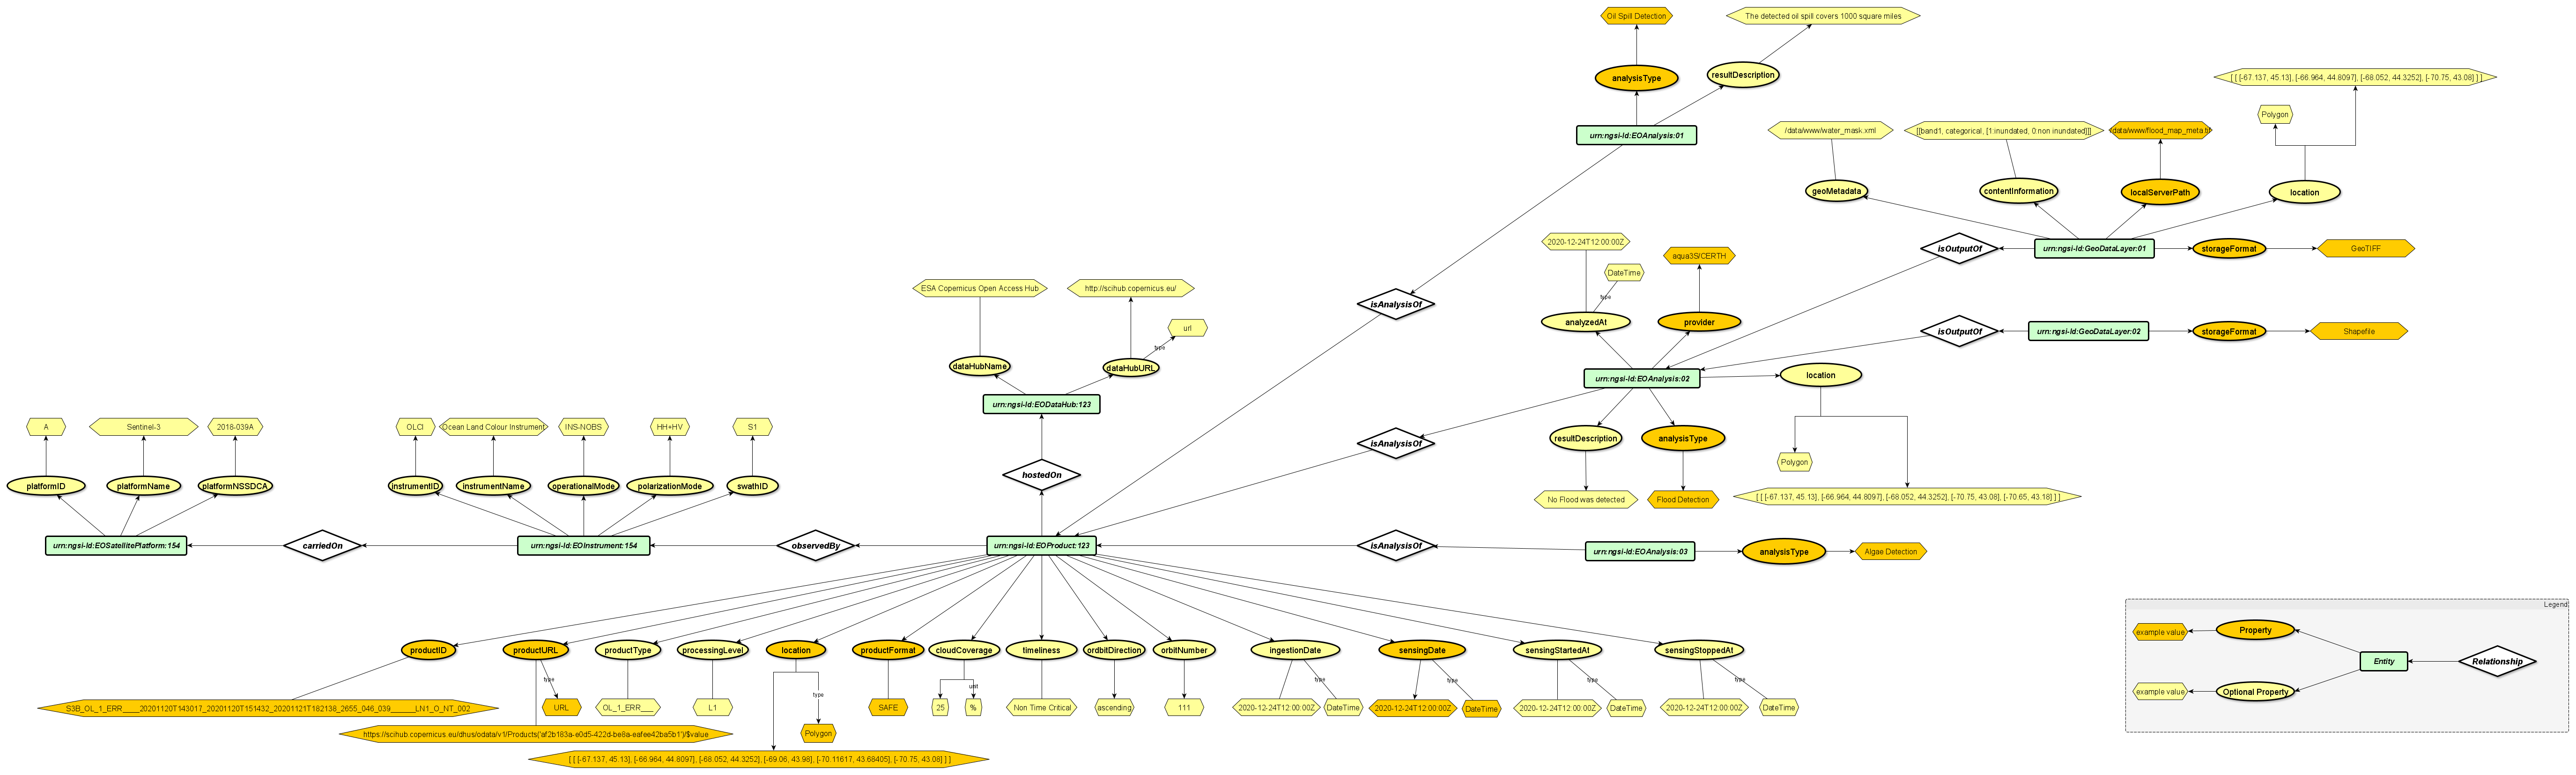 Oil Spill Detection
The detected oil spill covers 1000 square miles
analysisType
resultDescription
urn:ngsi-ld:EOAnalysis:01
[ [ [-67.137, 45.13], [-66.964, 44.8097], [-68.052, 44.3252], [-70.75, 43.08] ] ]
Polygon
/data/www/water_mask.xml
[[band1, categorical, [1:inundated, 0:non inundated]]]
/data/www/flood_map_meta.tif
geoMetadata
contentInformation
localServerPath
location
isOutputOf
urn:ngsi-ld:GeoDataLayer:01
storageFormat
GeoTIFF
2020-12-24T12:00:00Z
DateTime
type
aqua3S/CERTH
analyzedAt
provider
isOutputOf
urn:ngsi-ld:GeoDataLayer:02
storageFormat
Shapefile
isAnalysisOf
ESA Copernicus Open Access Hub
http://scihub.copernicus.eu/
url
type
dataHubName
dataHubURL
urn:ngsi-ld:EOAnalysis:02
location
urn:ngsi-ld:EODataHub:123
isAnalysisOf
resultDescription
analysisType
Polygon
No Flood was detected
Flood Detection
[ [ [-67.137, 45.13], [-66.964, 44.8097], [-68.052, 44.3252], [-70.75, 43.08], [-70.65, 43.18] ] ]
A
Sentinel-3
2018-039A
OLCI
Ocean Land Colour Instrument
INS-NOBS
HH+HV
S1
platformID
platformName
platformNSSDCA
instrumentID
instrumentName
operationalMode
polarizationMode
swathID
hostedOn
urn:ngsi-ld:EOSatellitePlatform:154
carriedOn
urn:ngsi-ld:EOInstrument:154
observedBy
urn:ngsi-ld:EOProduct:123
isAnalysisOf
urn:ngsi-ld:EOAnalysis:03
analysisType
Algae Detection
productID
productURL
productType
processingLevel
location
productFormat
cloudCoverage
timeliness
ordbitDirection
orbitNumber
ingestionDate
sensingDate
sensingStartedAt
sensingStoppedAt
type
type
unit
type
type
type
type
S3B_OL_1_ERR____20201120T143017_20201120T151432_20201121T182138_2655_046_039______LN1_O_NT_002
URL
OL_1_ERR___
L1
SAFE
25
%
Non Time Critical
ascending
111
2020-12-24T12:00:00Z
DateTime
2020-12-24T12:00:00Z
DateTime
2020-12-24T12:00:00Z
DateTime
2020-12-24T12:00:00Z
DateTime
https://scihub.copernicus.eu/dhus/odata/v1/Products('af2b183a-e0d5-422d-be8a-eafee42ba5b1')/$value
Polygon
[ [ [-67.137, 45.13], [-66.964, 44.8097], [-68.052, 44.3252], [-69.06, 43.98], [-70.11617, 43.68405], [-70.75, 43.08] ] ]
Legend
example value
Property
Entity
Relationship
example value
Optional Property